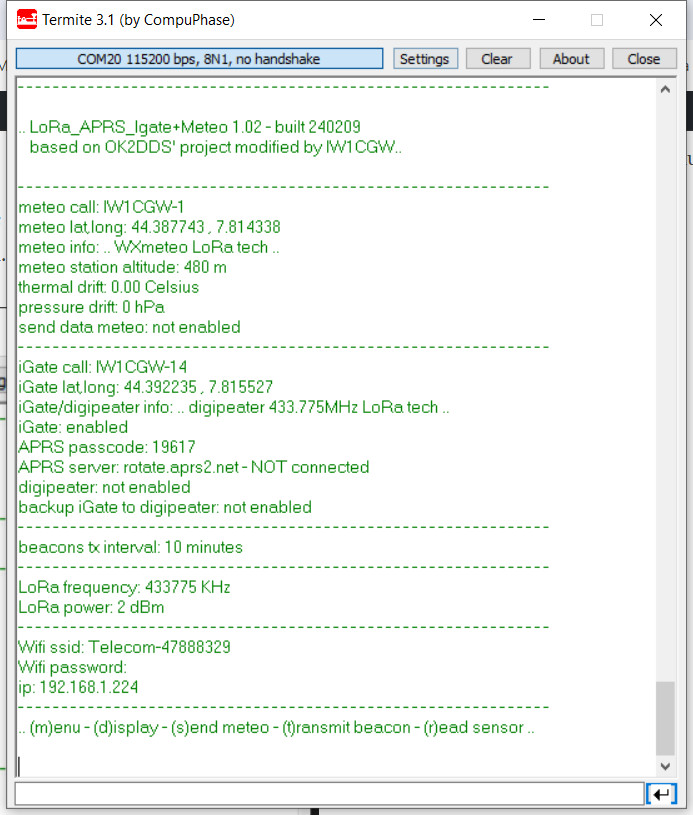 Termite 3.1 (by CompuPhase)
COM20 115200 bps, 8N1, no handshake
Settings
Clear
About
Close
.. LoRa_APRS_Igate+Meteo 1.02 - built 240209
based on OK2DDS' project modified by IW1CGW..
meteo call: IW1CGW-1
meteo lat,long: 44.387743 , 7.814338
meteo info: .. WXmeteo LoRa tech ..
meteo station altitude: 480 m
thermal drift: 0.00 Celsius
pressure drift: 0 hPa
send data meteo: not enabled
iGate call: IW1CGW-14
iGate lat,long: 44.392235 , 7.815527
iGate/digipeater info: .. digipeater 433.775MHz LoRa tech ..
iGate: enabled
APRS passcode: 19617
APRS server: rotate.aprs2.net - NOT connected
digipeater: not enabled
backup iGate to digipeater: not enabled
beacons tx interval: 10 minutes
LoRa frequency: 433775 KHz
LoRa power: 2 dBm
Wifi ssid: Telecom-47888329
Wifi password:
ip: 192.168.1.224
.. (m)enu - (d)isplay - (s)end meteo - (t)ransmit beacon - (r)ead sensor ..